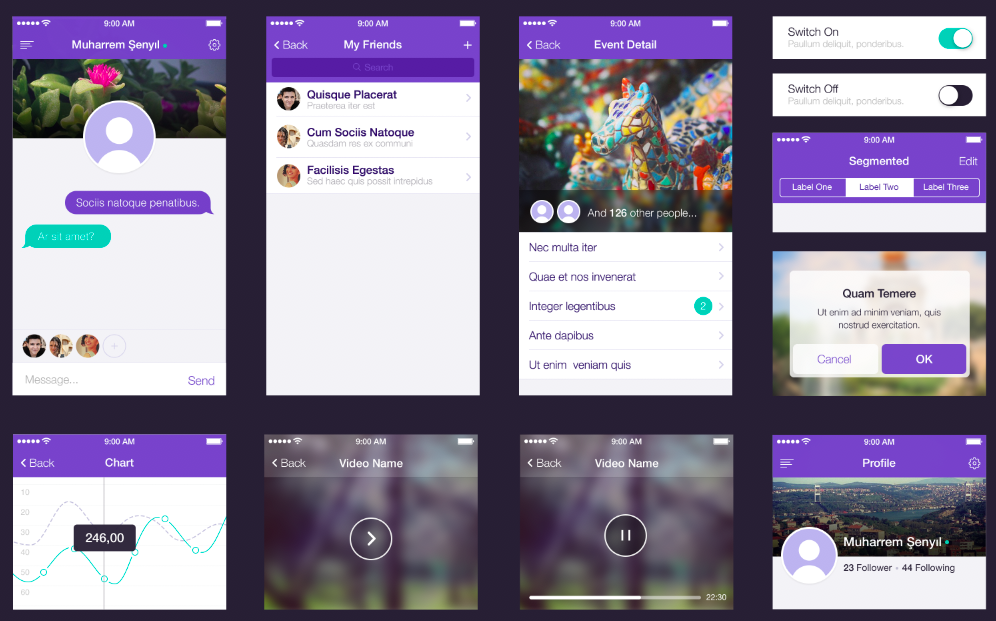 9:00 AM
Muharrem Şenyıl
Sociis natoque penatibus.
Ar sit amet?
Message...
Send
9:00 AM
Back
My Friends
+
Search
Quisque Placerat
Praeterea iter est
Cum Sociis Natoque
Quasdam res ex communi
Facilisis Egestas
Sed haec quis possit intrepidus
9:00 AM
Back
Event Detail
And 126 other people...
Nec multa iter
Quae et nos invenerat
Integer legentibus
2
Ante dapibus
Ut enim veniam quis
Switch On
Paullum deliquit, ponderibus.
Switch Off
Paullum deliquit, ponderibus.
9:00 AM
Segmented
Edit
Label One
Label Two
Label Three
Quam Temere
Ut enim ad minim veniam, quis
nostrud exercitation.
Cancel
OK
9:00 AM
Back
Chart
10
20
30
40
50
60
246,00
9:00 AM
Back
Video Name
9:00 AM
Back
Video Name
22:30
9:00 AM
Profile
Muharrem Şenyıl
23 Follower • 44 Following